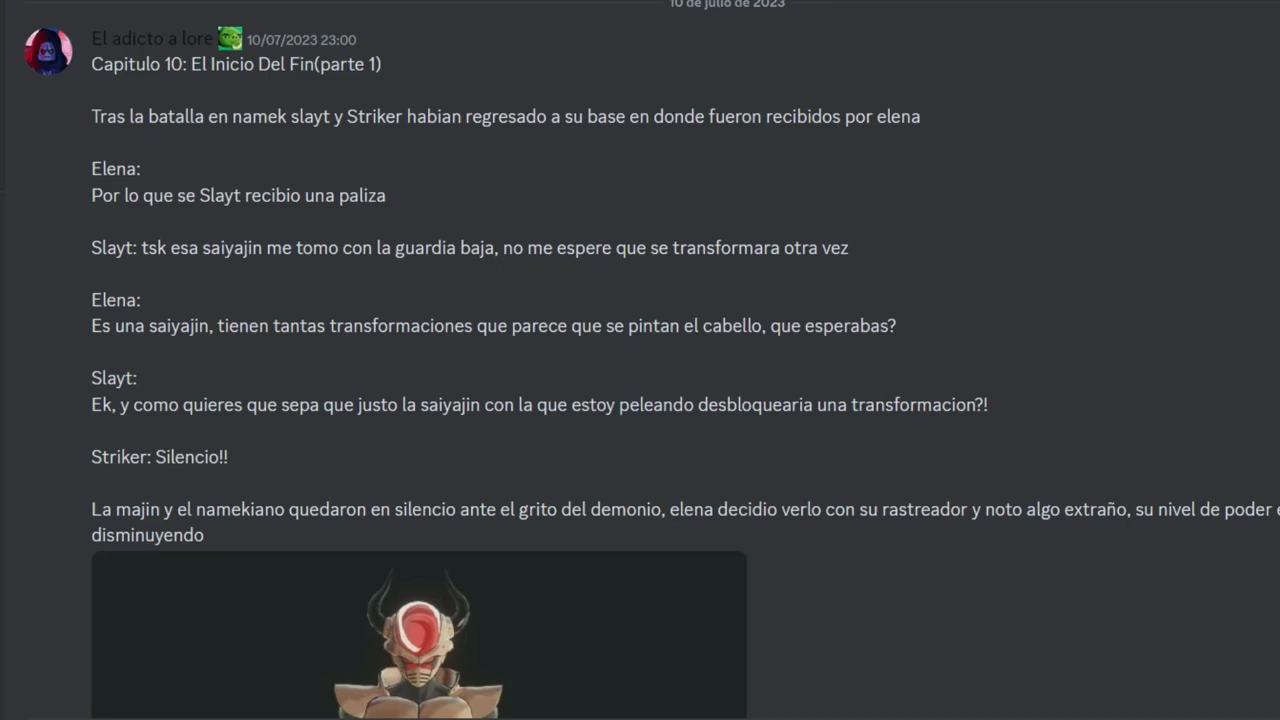 10 de julio de 2023
El adicto a lore 10/07/2023 23:00
Capitulo 10: El Inicio Del Fin(parte 1)
Tras la batalla en namek slayt y Striker habian regresado a su base en donde fueron recibidos por elena
Elena:
Por lo que se Slayt recibio una paliza
Slayt: tsk esa saiyajin me tomo con la guardia baja, no me espere que se transformara otra vez
Elena:
Es una saiyajin, tienen tantas transformaciones que parece que se pintan el cabello, que esperabas?
Slayt:
Ek, y como quieres que sepa que justo la saiyajin con la que estoy peleando desbloquearia una transformacion?!
Striker: Silencio!!
La majin y el namekiano quedaron en silencio ante el grito del demonio, elena decidio verlo con su rastreador y noto algo extraño, su nivel de poder
disminuyendo